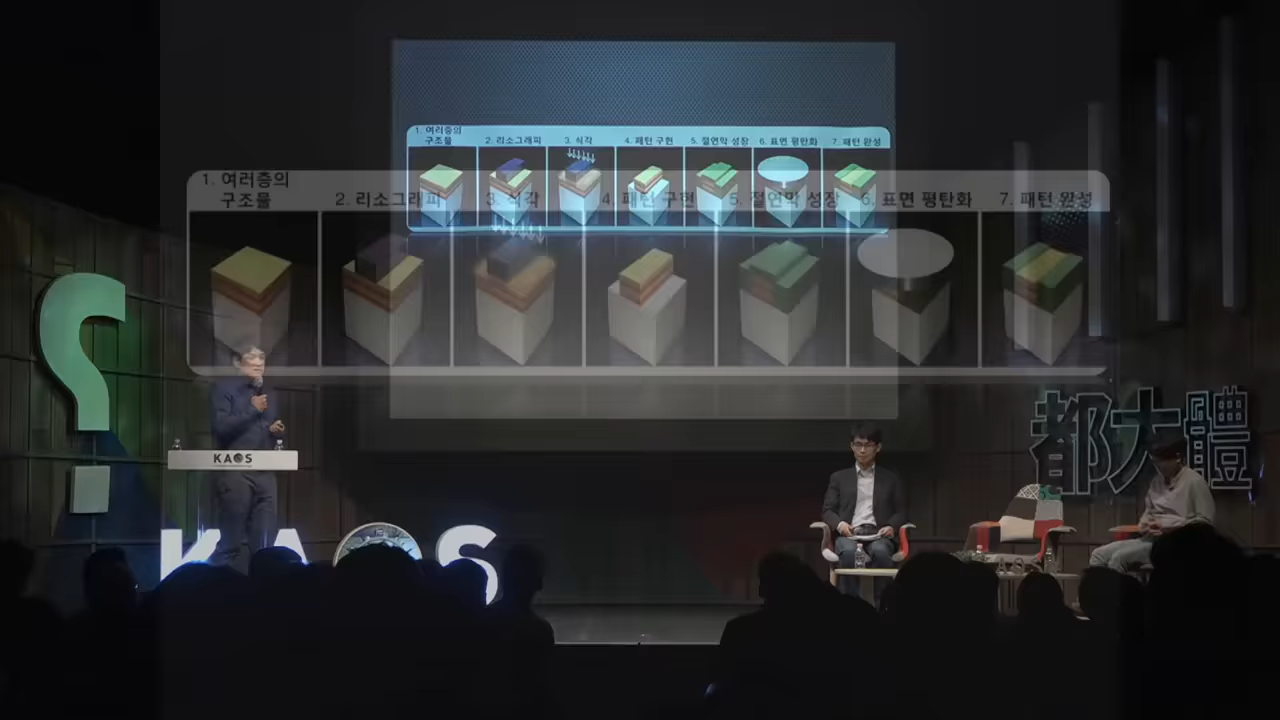 1. 여러층의
구조물
2. 리소그래피
3. 식각
4. 패턴 구현
5. 절연막 성장
6. 표면 평탄화
7. 패턴 완성
1. 여러층의
구조물
2. 리소그래피
3. 식각
4. 패턴 구현
5. 절연막 성장
6. 표면 평탄화
7. 패턴 완성
?
KAOS
KAOS
都大體